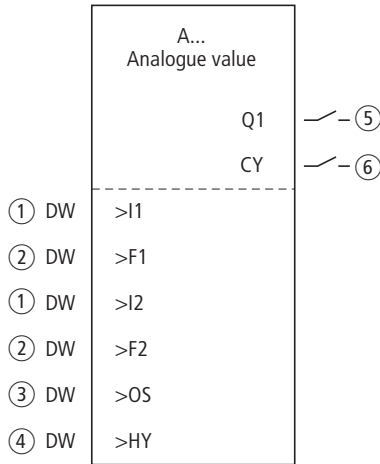 A...
Analogue value
Q1 5
CY 6
1 DW >I1
2 DW >F1
1 DW >I2
2 DW >F2
3 DW >OS
4 DW >HY